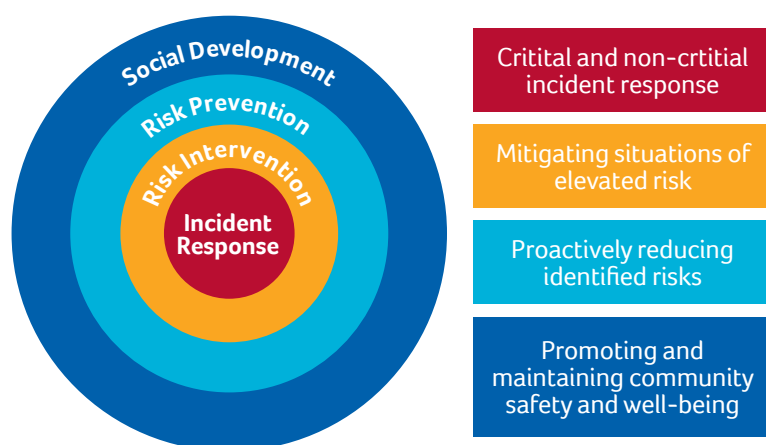 Social Development
Risk Prevention
Risk Intervention
Incident
Response
Critital and non-crtitial
incident response
Mitigating situations of
elevated risk
Proactively reducing
identified risks
Promoting and
maintaining community
safety and well-being